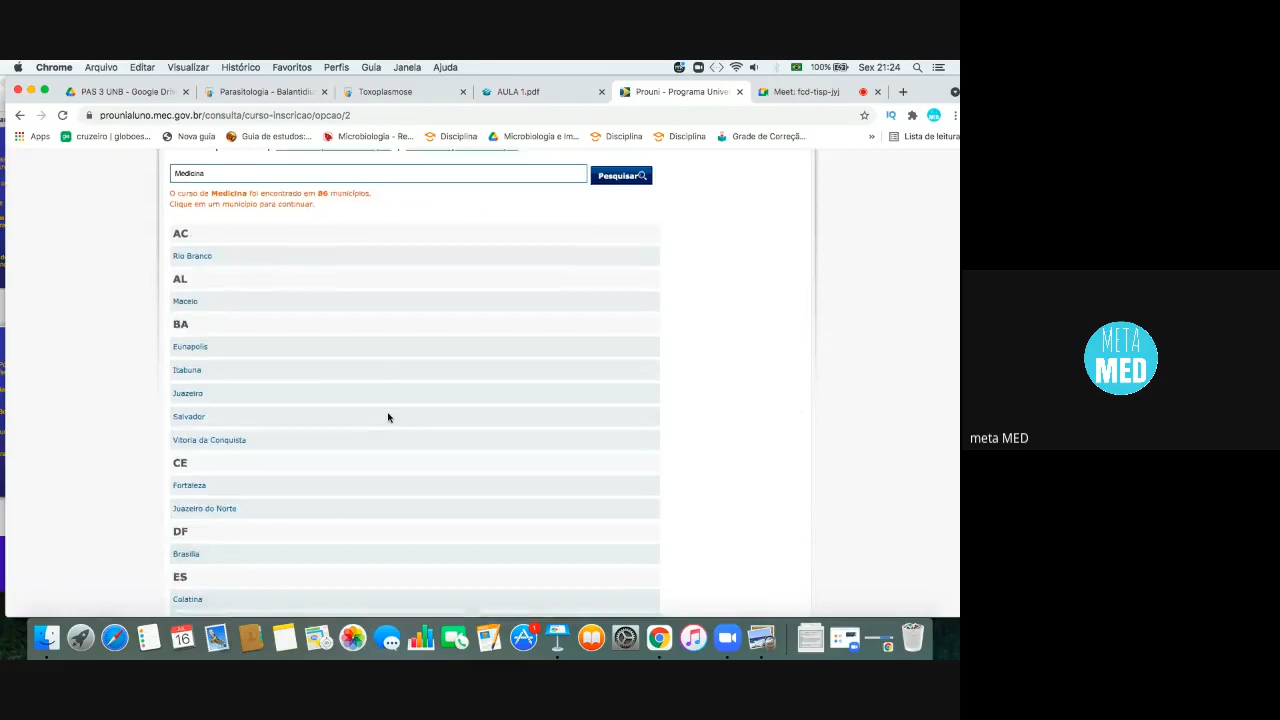 Chrome Arquivo Editar Visualizar Histórico Favoritos Perfis Guia Janela Ajuda 100% Sex 21:24
PAS 3 UNB - Google Dri Parasitologia - Balantidiu Toxoplasmose AULA 1.pdf Prouni - Programa Unive Meet: fcd-tisp-jyj
prounialuno.mec.gov.br/consulta/curso-inscricao/opcao/2
Apps cruzeiro | globoes... Nova guia Guia de estudos:... Microbiologia - Re... Disciplina Microbiologia e Im... Disciplina Disciplina Grade de Correçã... » Lista de leitura
Medicina Pesquisar
O curso de Medicina foi encontrado em 86 municípios.
Clique em um município para continuar.
AC
Rio Branco
AL
Maceio
BA
Eunapolis
Itabuna
Juazeiro
Salvador
Vitoria da Conquista
CE
Fortaleza
Juazeiro do Norte
DF
Brasilia
ES
Colatina
META
MED
meta MED
JUL
16
1